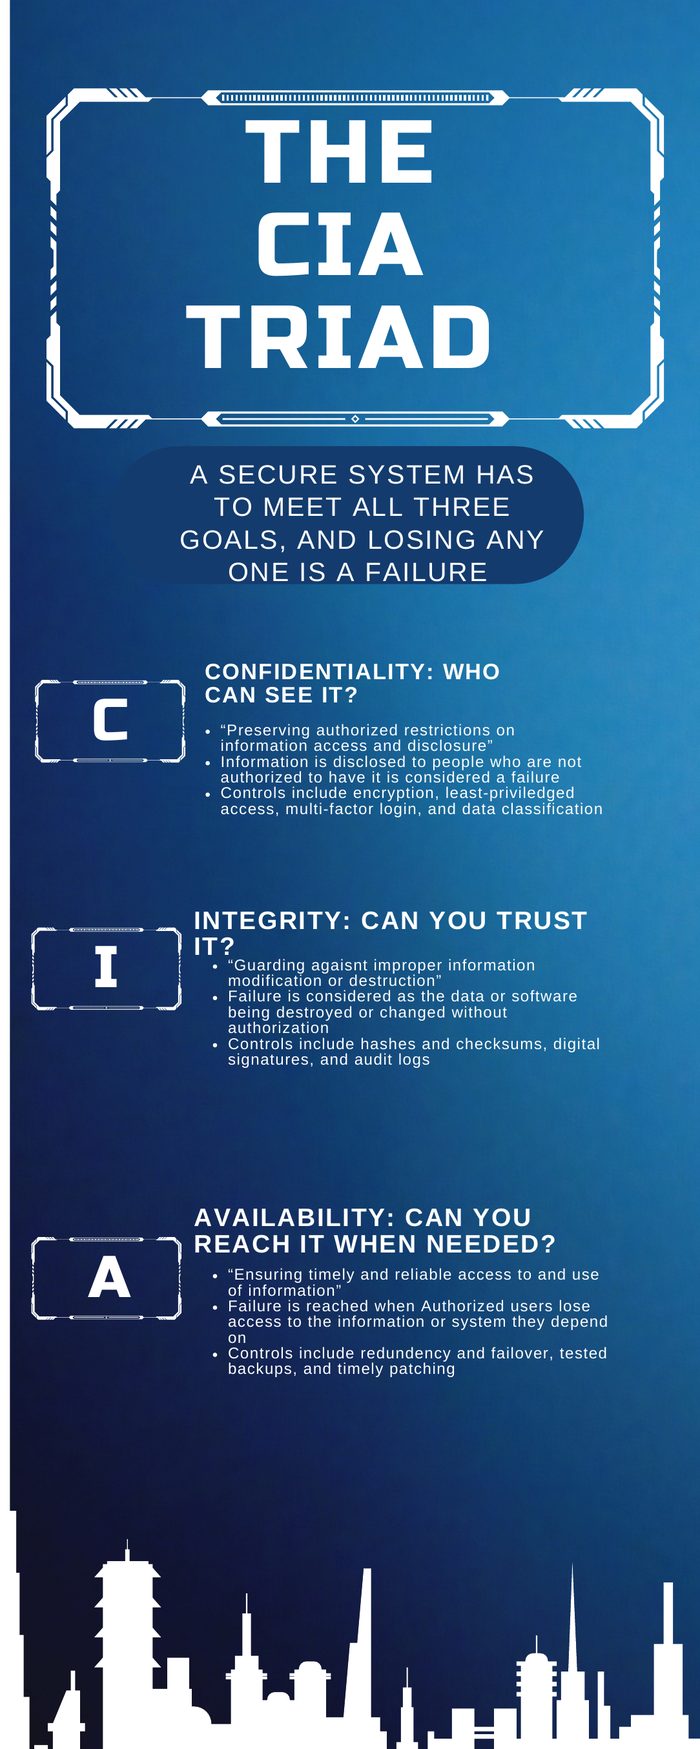 THE
CIA
TRIAD
A SECURE SYSTEM HAS
TO MEET ALL THREE
GOALS, AND LOSING ANY
ONE IS A FAILURE
C
CONFIDENTIALITY: WHO
CAN SEE IT?
• “Preserving authorized restrictions on
information access and disclosure”
• Information is disclosed to people who are not
authorized to have it is considered a failure
• Controls include encryption, least-priviledged
access, multi-factor login, and data classification
I
INTEGRITY: CAN YOU TRUST
IT?
• “Guarding agaisnt improper information
modification or destruction”
• Failure is considered as the data or software
being destroyed or changed without
authorization
• Controls include hashes and checksums, digital
signatures, and audit logs
A
AVAILABILITY: CAN YOU
REACH IT WHEN NEEDED?
• “Ensuring timely and reliable access to and use
of information”
• Failure is reached when Authorized users lose
access to the information or system they depend
on
• Controls include redundency and failover, tested
backups, and timely patching